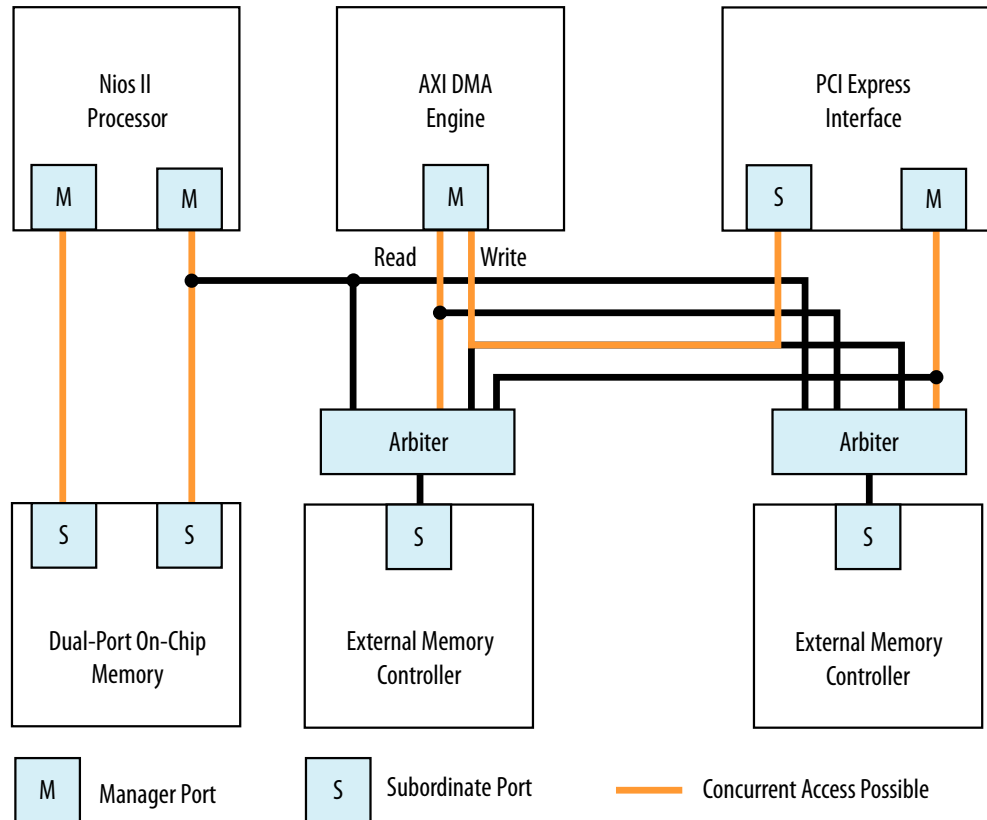 Nios II
Processor
AXI DMA
Engine
PCI Express
Interface
M
M
M
S
M
Read
Write
Arbiter
Arbiter
S
S
S
S
Dual-Port On-Chip
Memory
External Memory
Controller
External Memory
Controller
M
Manager Port
S
Subordinate Port
Concurrent Access Possible